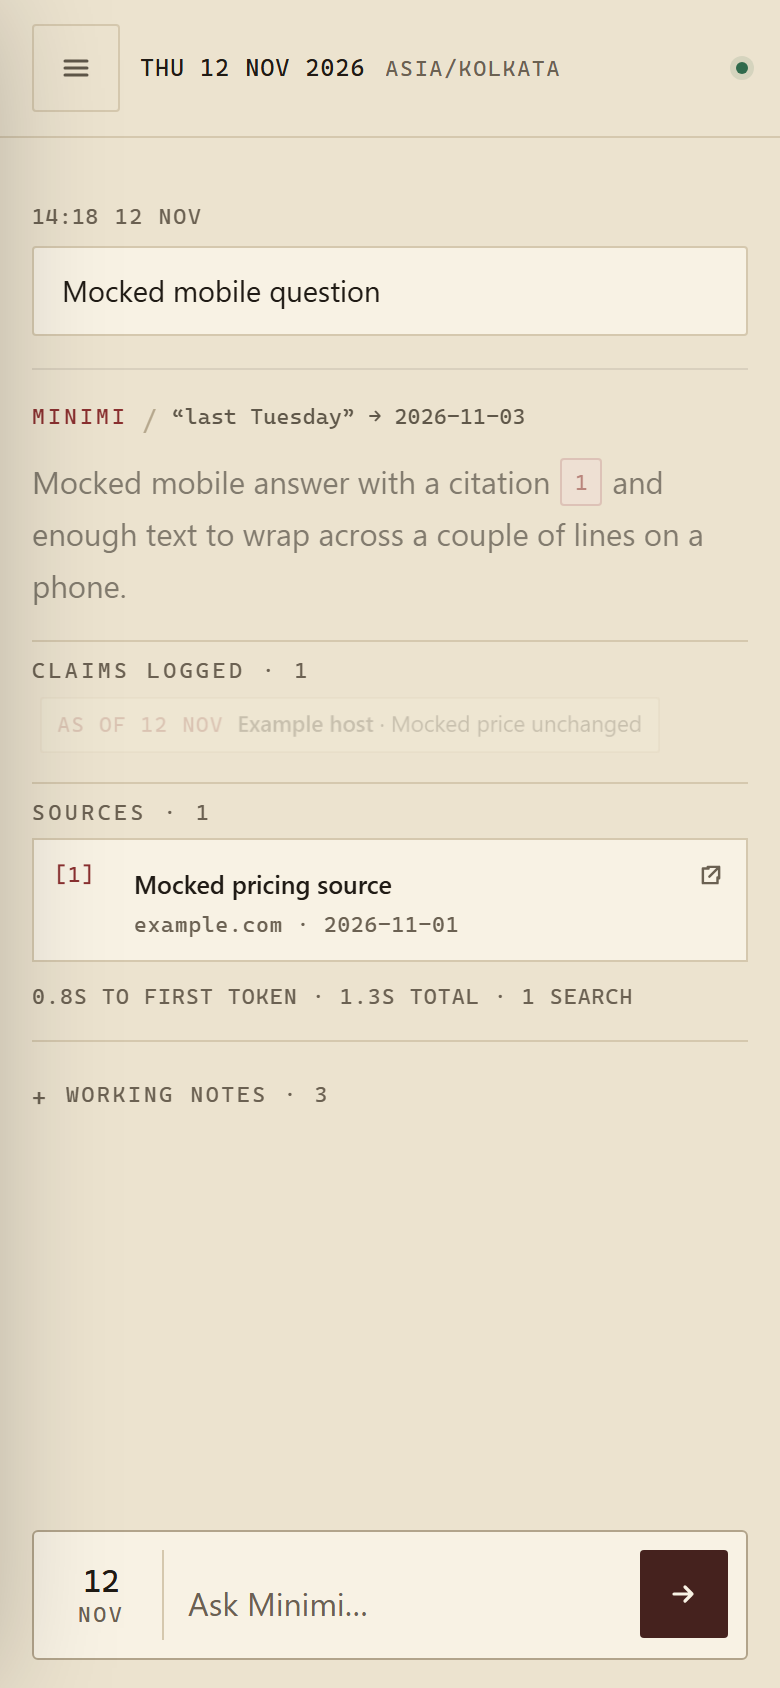 THU 12 NOV 2026 ASIA/KOLKATA
14:18 12 NOV
Mocked mobile question
MINIMI / “last Tuesday” → 2026-11-03
Mocked mobile answer with a citation 1 and
enough text to wrap across a couple of lines on a
phone.
CLAIMS LOGGED · 1
AS OF 12 NOV Example host · Mocked price unchanged
SOURCES · 1
[1] Mocked pricing source
example.com · 2026-11-01
0.8S TO FIRST TOKEN · 1.3S TOTAL · 1 SEARCH
+ WORKING NOTES · 3
12
NOV
Ask Minimi...